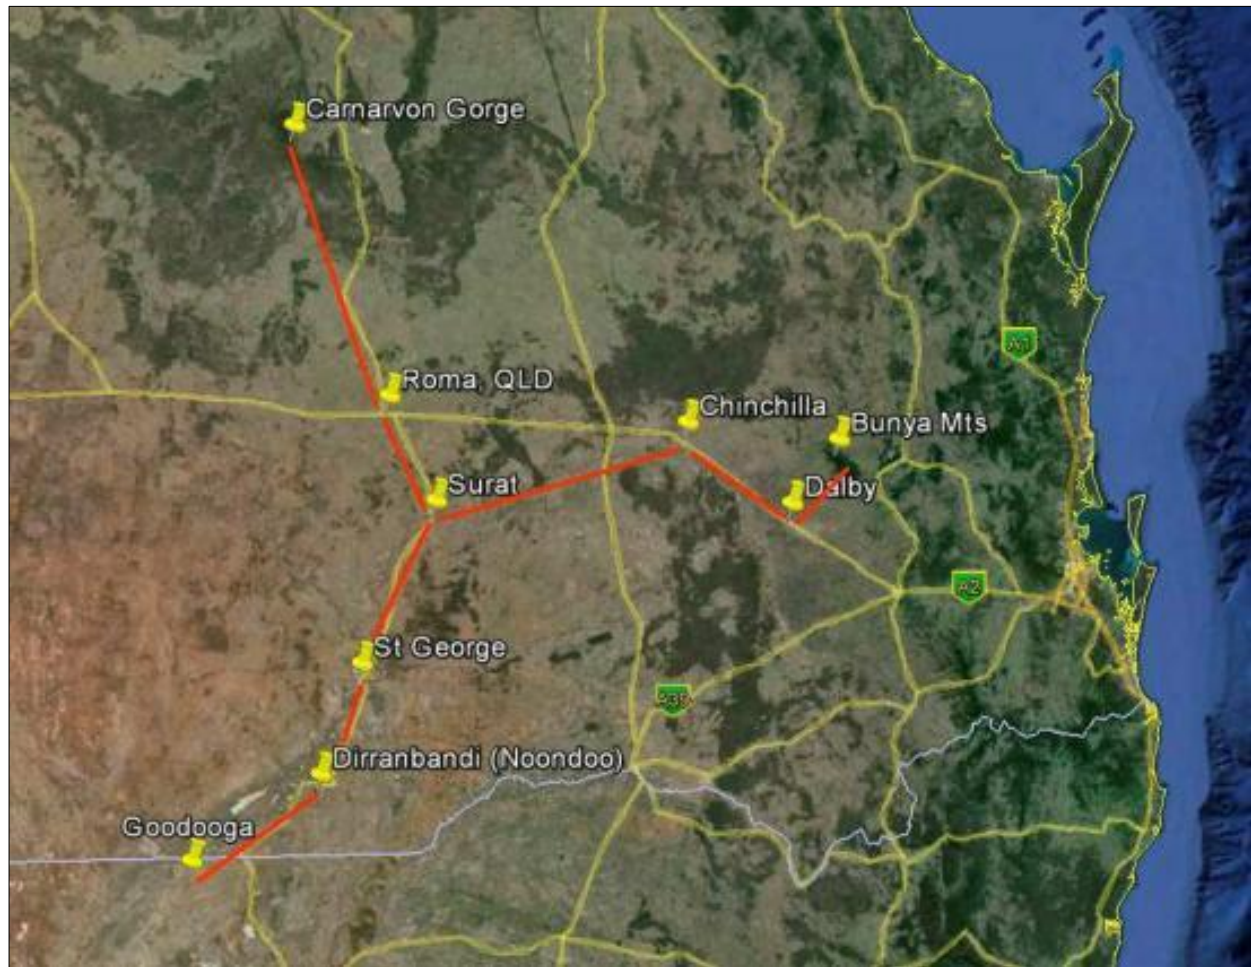 Carnarvon Gorge
A1
Roma, QLD
Chinchilla
Bunya Mts
Surat
Dalby
A2
St George
Dirranbandi (Noondoo)
Goodooga